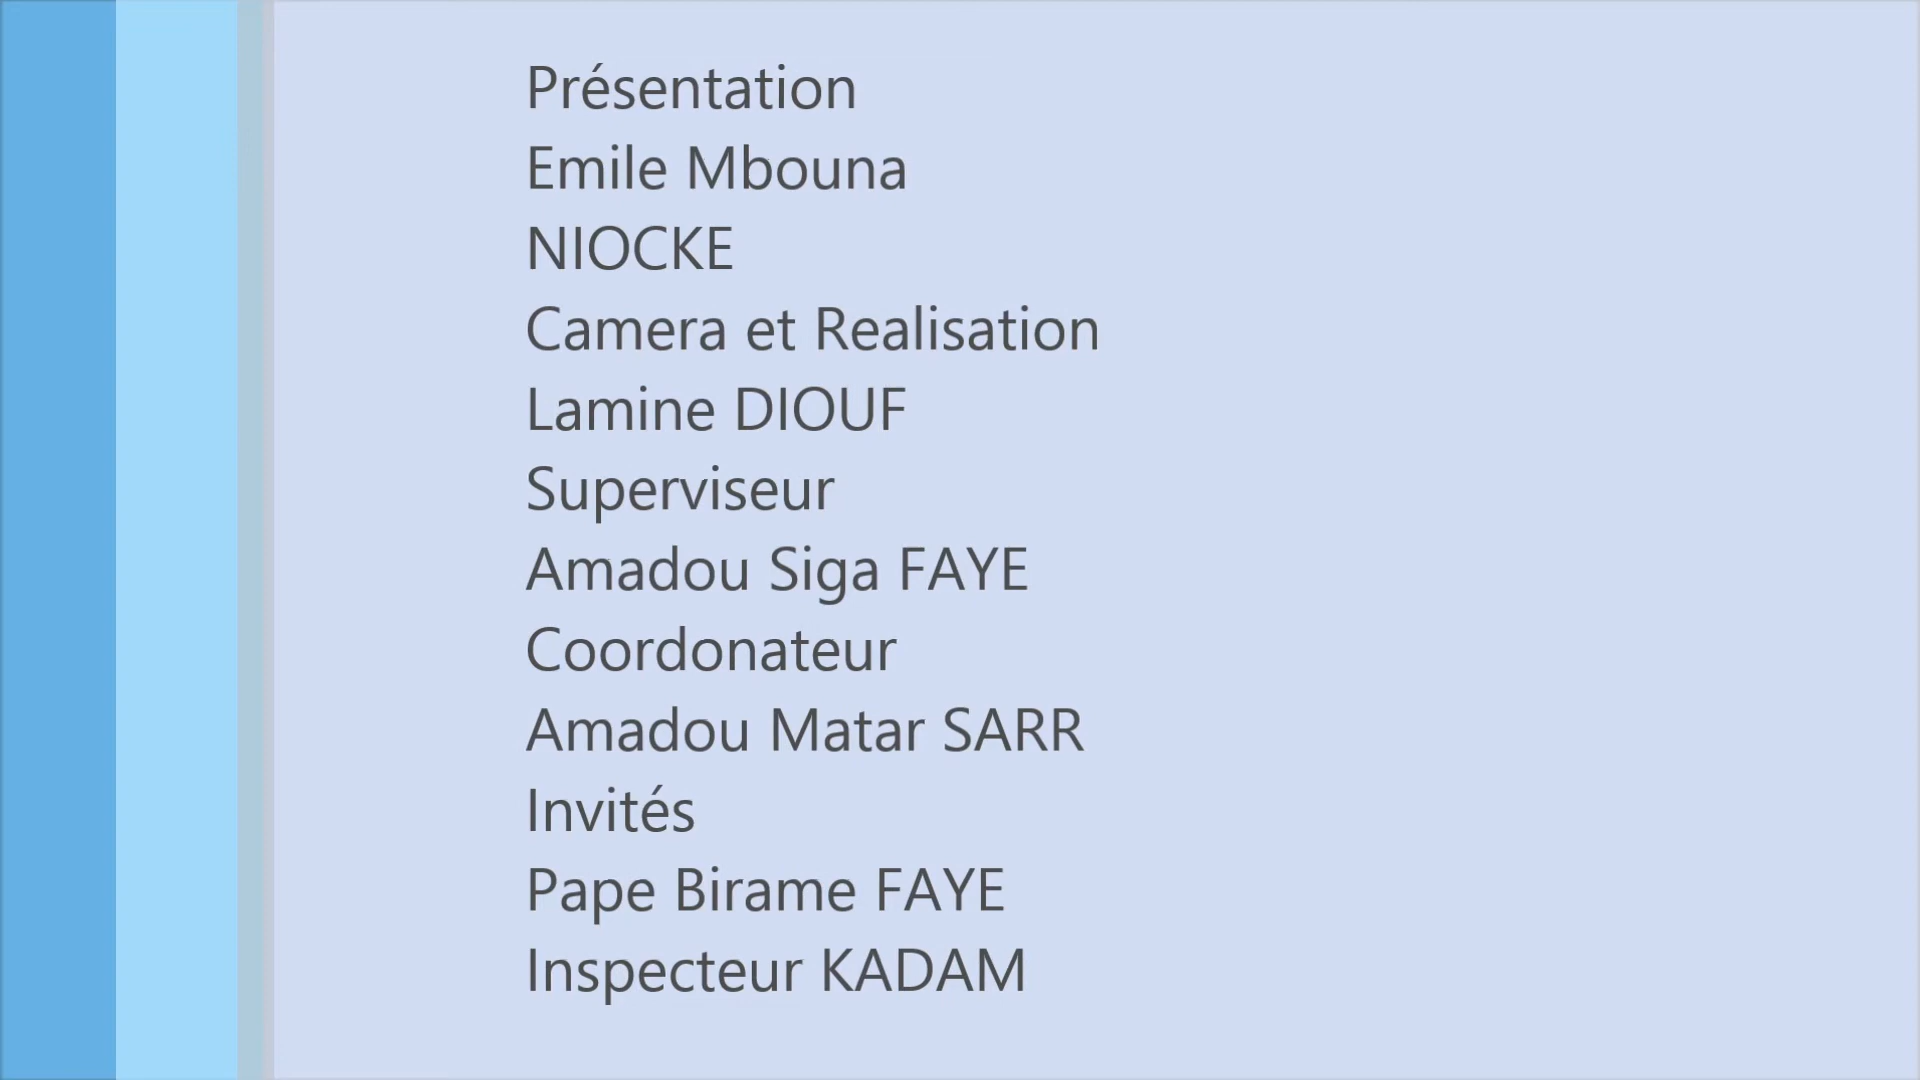 Présentation
Emile Mbouna
NIOCKE
Camera et Realisation
Lamine DIOUF
Superviseur
Amadou Siga FAYE
Coordonateur
Amadou Matar SARR
Invités
Pape Birame FAYE
Inspecteur KADAM